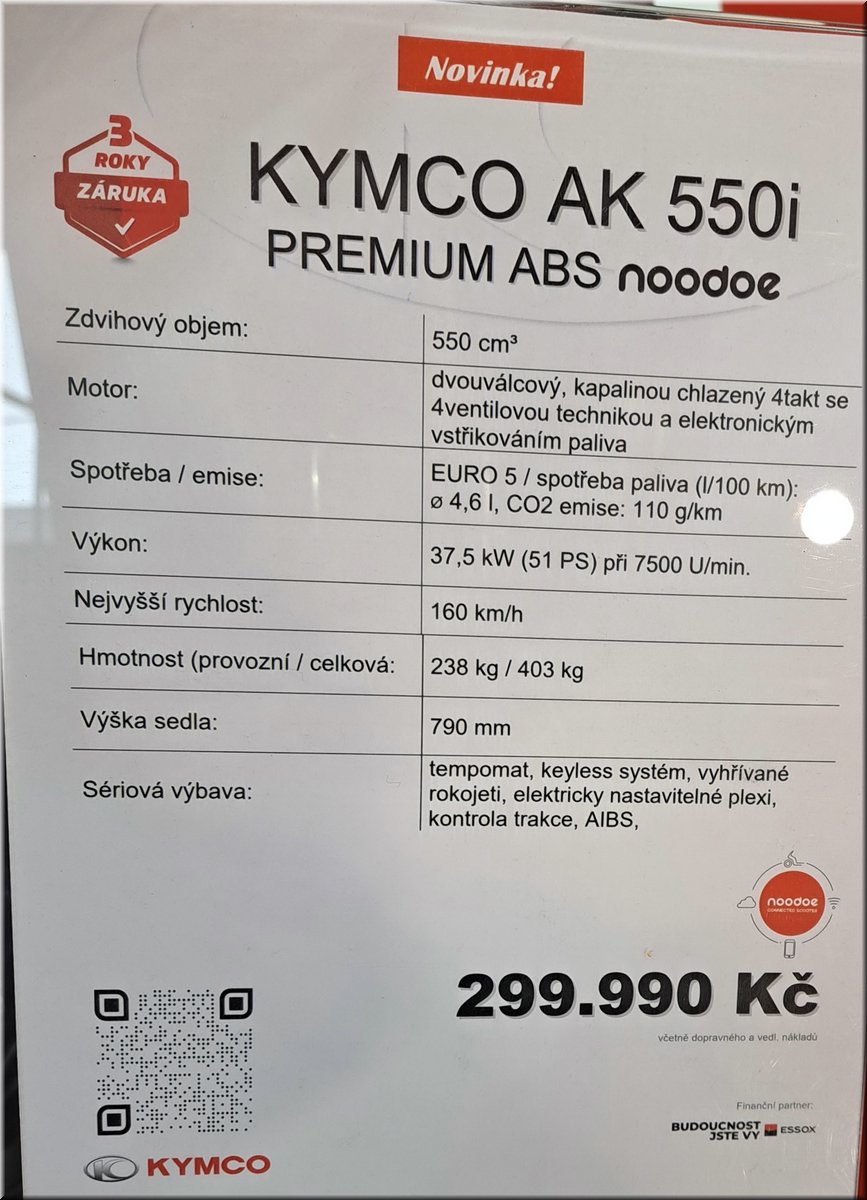 Novinka!
3
ROKY
ZÁRUKA
KYMCO AK 550i
PREMIUM ABS noodoe
Zdvihový objem:
550 cm³
Motor:
dvouválcový, kapalinou chlazený 4takt se
4ventilovou technikou a elektronickým
vstřikováním paliva
Spotřeba / emise:
EURO 5 / spotřeba paliva (l/100 km):
ø 4,6 l, CO2 emise: 110 g/km
Výkon:
37,5 kW (51 PS) při 7500 U/min.
Nejvyšší rychlost:
160 km/h
Hmotnost (provozní / celková:
238 kg / 403 kg
Výška sedla:
790 mm
Sériová výbava:
tempomat, keyless systém, vyhřívané
rokojeti, elektricky nastavitelné plexi,
kontrola trakce, AIBS,
noodoe
CONNECTED SCOOTER
299.990 Kč
včetně dopravného a vedl. nákladů
Finanční partner:
BUDOUCNOST
JSTE VY ESSOX
KYMCO